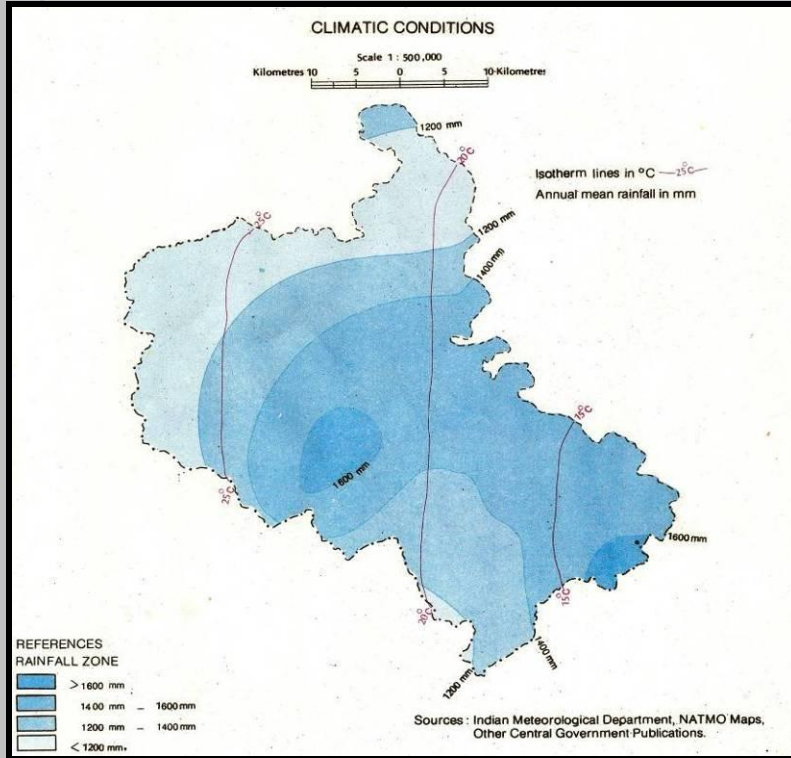 CLIMATIC CONDITIONS
Scale 1 : 500,000
Kilometres 10 5 0 5 10 Kilometres
1200 mm
20°C
Isotherm lines in °C —25°C—
Annual mean rainfall in mm
25°C
1200 mm
1400 mm
15°C
1600 mm
25°C
1600 mm
15°C
20°C
1400 mm
1200 mm
REFERENCES
RAINFALL ZONE
> 1600 mm
1400 mm – 1600mm
1200 mm – 1400mm
< 1200 mm.
Sources : Indian Meteorological Department, NATMO Maps,
Other Central Government Publications.